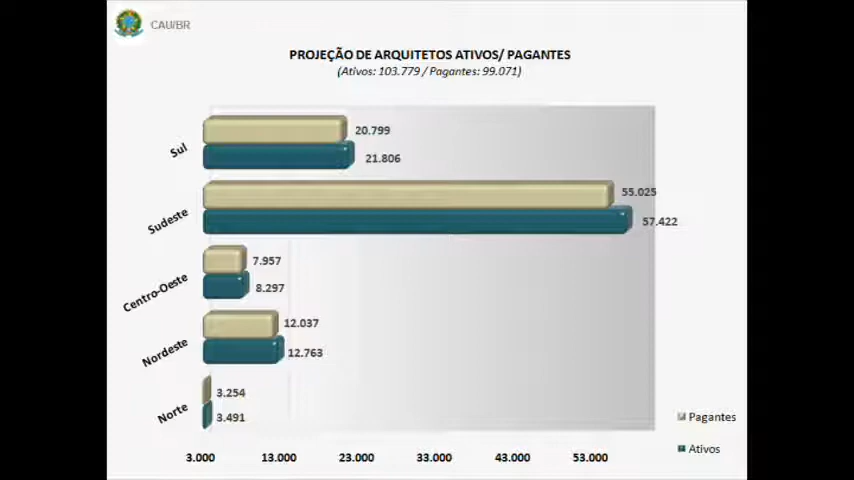 CAU/BR
PROJEÇÃO DE ARQUITETOS ATIVOS/ PAGANTES
(Ativos: 103.779 / Pagantes: 99.071)
Sul
20.799
21.806
Sudeste
55.025
57.422
Centro-Oeste
7.957
8.297
Nordeste
12.037
12.763
Norte
3.254
3.491
Pagantes
Ativos
3.000 13.000 23.000 33.000 43.000 53.000